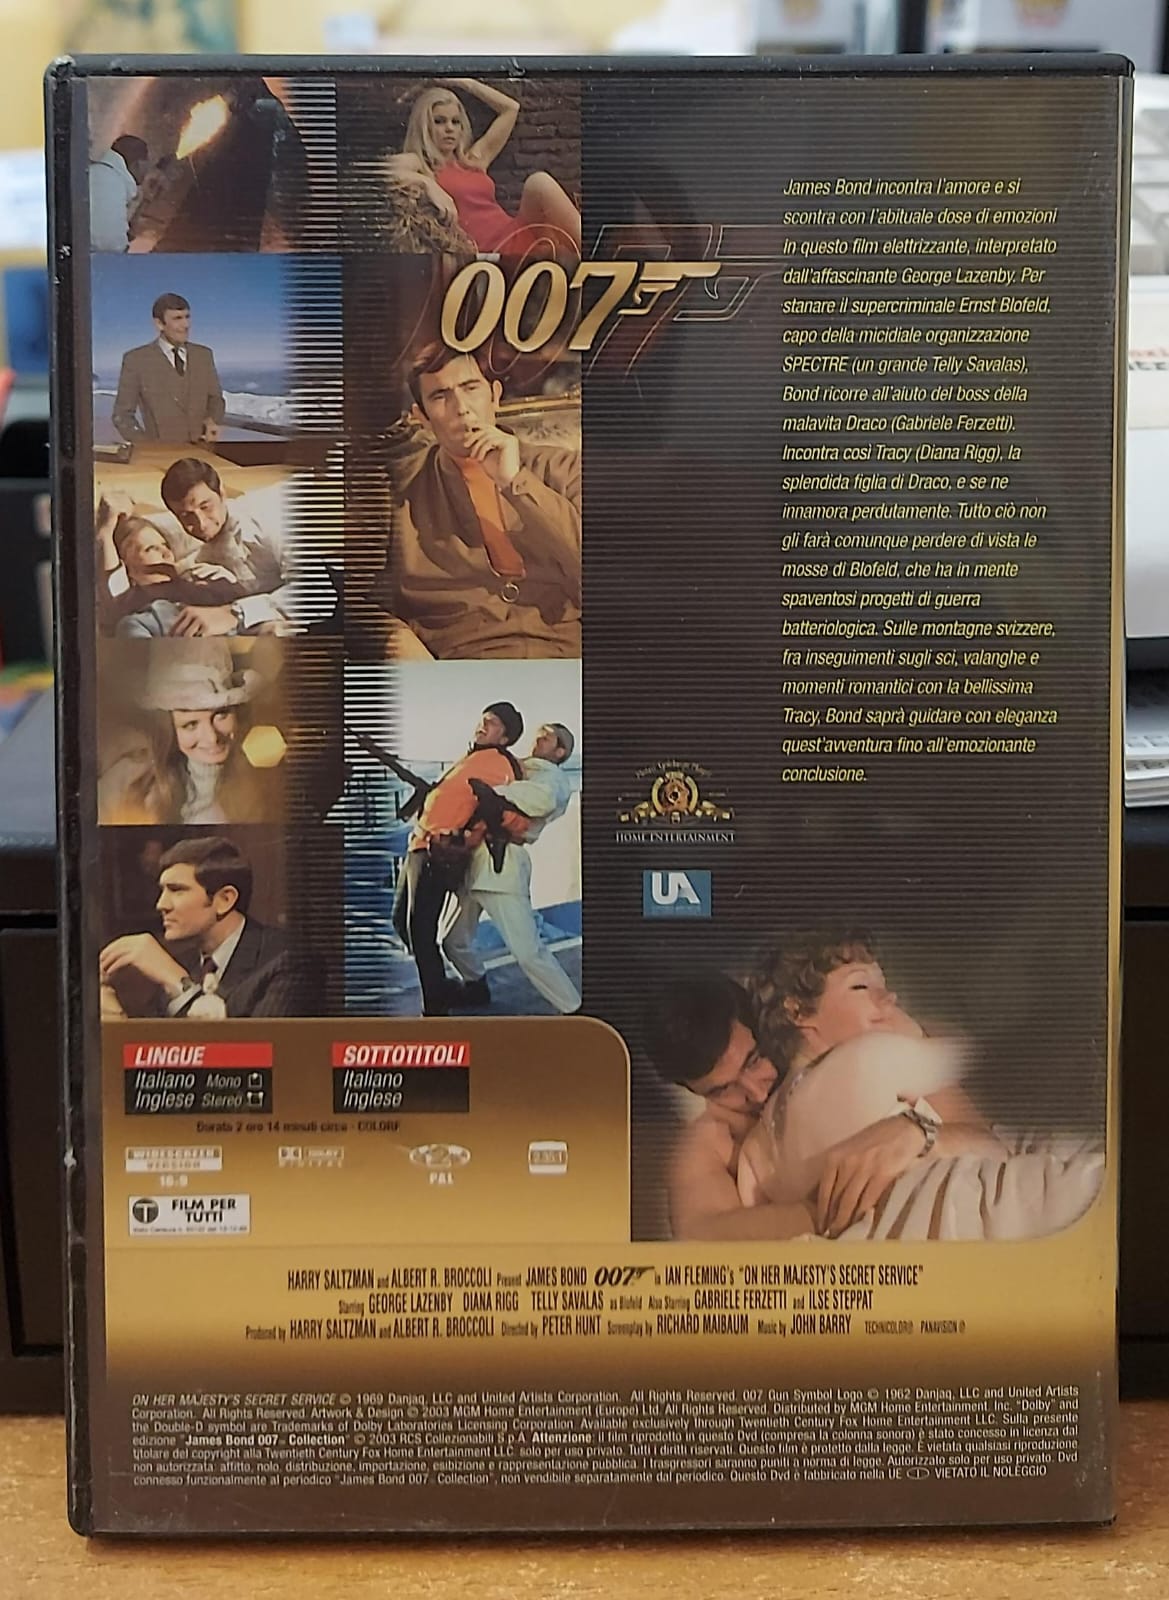 007
James Bond incontra l'amore e si
scontra con l'abituale dose di emozioni
in questo film elettrizzante, interpretato
dall'affascinante George Lazenby. Per
stanare il supercriminale Ernst Blofeld,
capo della micidiale organizzazione
SPECTRE (un grande Telly Savalas),
Bond ricorre all'aiuto del boss della
malavita Draco (Gabriele Ferzetti).
Incontra così Tracy (Diana Rigg), la
splendida figlia di Draco, e se ne
innamora perdutamente. Tutto ciò non
gli farà comunque perdere di vista le
mosse di Blofeld, che ha in mente
spaventosi progetti di guerra
batteriologica. Sulle montagne svizzere,
fra inseguimenti sugli sci, valanghe e
momenti romantici con la bellissima
Tracy, Bond saprà guidare con eleganza
quest'avventura fino all'emozionante
conclusione.
HOME ENTERTAINMENT
UA
LINGUE
Italiano Mono
Inglese Stereo
SOTTOTITOLI
Italiano
Inglese
Durata 2 ore 14 minuti circa - COLORE
WIDESCREEN
VERSION
16:9
DOLBY
DIGITAL
2
PAL
2.35:1
T FILM PER
TUTTI
HARRY SALTZMAN and ALBERT R. BROCCOLI Present JAMES BOND 007 in IAN FLEMING's "ON HER MAJESTY'S SECRET SERVICE"
Starring GEORGE LAZENBY DIANA RIGG TELLY SAVALAS as Blofeld Also Starring GABRIELE FERZETTI and ILSE STEPPAT
Produced by HARRY SALTZMAN and ALBERT R. BROCCOLI Directed by PETER HUNT Screenplay by RICHARD MAIBAUM Music by JOHN BARRY TECHNICOLOR® PANAVISION®
ON HER MAJESTY'S SECRET SERVICE © 1969 Danjaq, LLC and United Artists Corporation. All Rights Reserved. 007 Gun Symbol Logo © 1962 Danjaq, LLC and United Artists
Corporation. All Rights Reserved. Artwork & Design © 2003 MGM Home Entertainment (Europe) Ltd. All Rights Reserved. Distributed by MGM Home Entertainment. Inc. "Dolby" and
the Double-D symbol are Trademarks of Dolby Laboratories Licensing Corporation. Available exclusively through Twentieth Century Fox Home Entertainment LLC. Sulla presente
edizione "James Bond 007 - Collection" © 2003 RCS Collezionabili S.p.A. Attenzione: il film riprodotto in questo Dvd (compresa la colonna sonora) è stato concesso in licenza dal
titolare del copyright alla Twentieth Century Fox Home Entertainment LLC. solo per uso privato. Tutti i diritti riservati. Questo film è protetto dalla legge. È vietata qualsiasi riproduzione
non autorizzata, affitto, nolo, distribuzione, importazione, esibizione e rappresentazione pubblica. I trasgressori saranno puniti a norma di legge. Autorizzato solo per uso privato. Dvd
connesso funzionalmente al periodico "James Bond 007 - Collection", non vendibile separatamente dal periodico. Questo Dvd è fabbricato nella UE I VIETATO IL NOLEGGIO